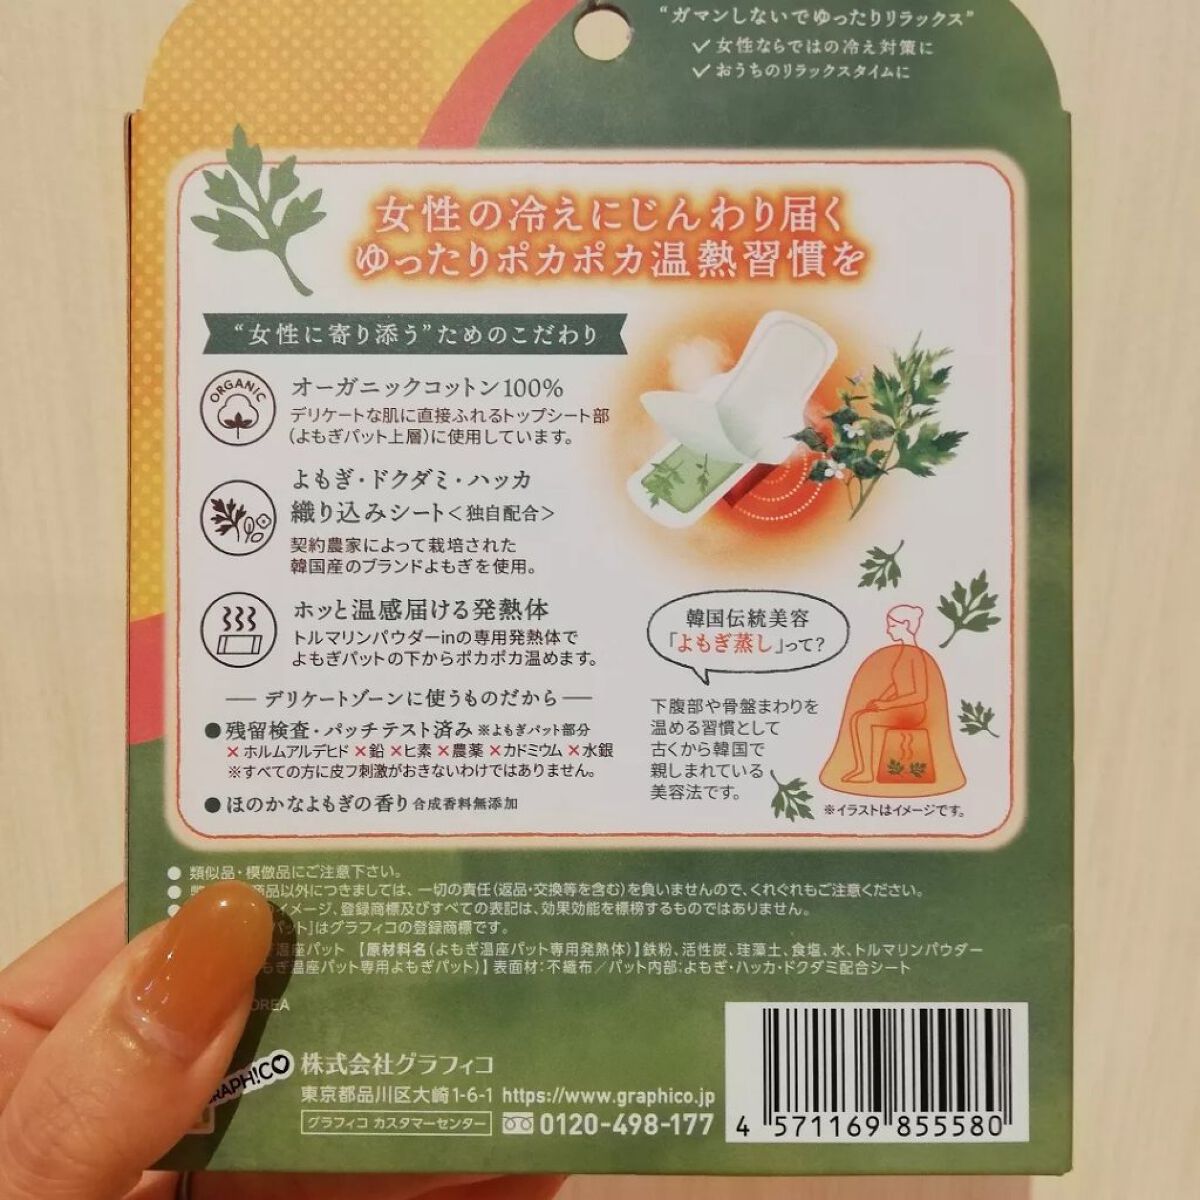 “ガマンしないでゆったりリラックス”
✓女性ならではの冷え対策に
✓おうちのリラックスタイムに
女性の冷えにじんわり届く
ゆったりポカポカ温熱習慣を
“女性に寄り添う”ためのこだわり
ORGANIC
オーガニックコットン100%
デリケートな肌に直接ふれるトップシート部
(よもぎパット上層)に使用しています。
よもぎ・ドクダミ・ハッカ
織り込みシート<独自配合>
契約農家によって栽培された
韓国産のブランドよもぎを使用。
ホッと温感届ける発熱体
トルマリンパウダーinの専用発熱体で
よもぎパットの下からポカポカ温めます。
― デリケートゾーンに使うものだから ―
●残留検査・パッチテスト済み ※よもぎパット部分
×ホルムアルデヒド ×鉛 ×ヒ素 ×農薬 ×カドミウム ×水銀
※すべての方に皮フ刺激がおきないわけではありません。
●ほのかなよもぎの香り 合成香料無添加
韓国伝統美容
「よもぎ蒸し」って?
下腹部や骨盤まわりを
温める習慣として
古くから韓国で
親しまれている
美容法です。
※イラストはイメージです。
●類似品・模倣品にご注意下さい。
● 商品以外につきましては、一切の責任(返品・交換等を含む)を負いませんので、くれぐれもご注意ください。
イメージ、登録商標及びすべての表記は、効果効能を標榜するものではありません。
パット]はグラフィコの登録商標です。
ぎ温座パット 【原材料名(よもぎ温座パット専用発熱体)】鉄粉、活性炭、珪藻土、食塩、水、トルマリンパウダー
ぎ温座パット専用よもぎパット)】表面材:不織布/パット内部:よもぎ・ハッカ・ドクダミ配合シート
OREA
GRAPH!CO 株式会社グラフィコ
東京都品川区大崎1-6-1 https://www.graphico.jp
グラフィコ カスタマーセンター 0120-498-177
4 571169 855580